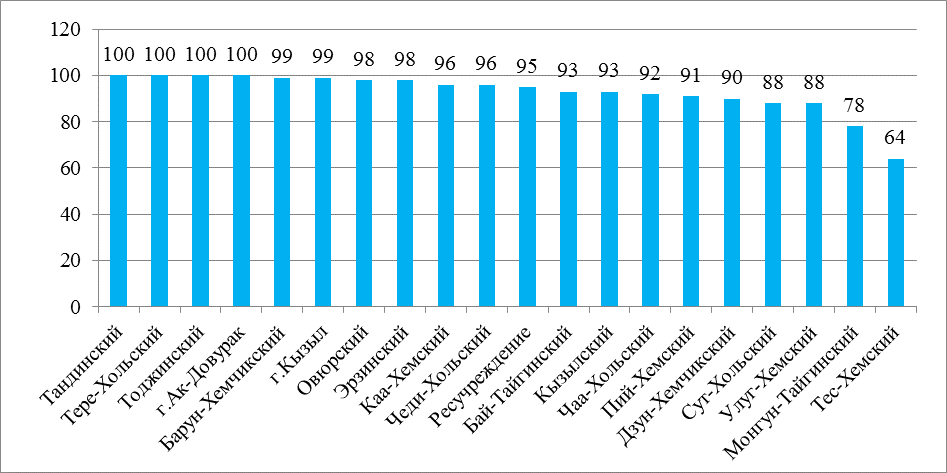 120
100
80
60
40
20
0
100 100 100 100 99 99 98 98 96 96 95 93 93 92 91 90 88 88 78 64
Тандинский
Тере-Хольский
Тоджинский
г.Ак-Довурак
Барун-Хемчикский
г.Кызыл
Овюрский
Эрзинский
Каа-Хемский
Чеди-Хольский
Ресучреждение
Бай-Тайгинский
Кызылский
Чаа-Хольский
Пий-Хемский
Дзун-Хемчикский
Сут-Хольский
Улуг-Хемский
Монгун-Тайгинский
Тес-Хемский